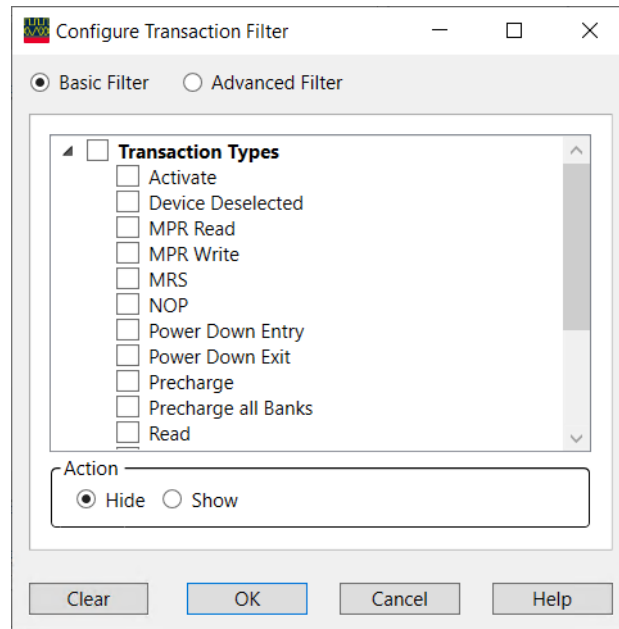 Configure Transaction Filter
Basic Filter Advanced Filter
Transaction Types
Activate
Device Deselected
MPR Read
MPR Write
MRS
NOP
Power Down Entry
Power Down Exit
Precharge
Precharge all Banks
Read
Action
Hide Show
Clear OK Cancel Help